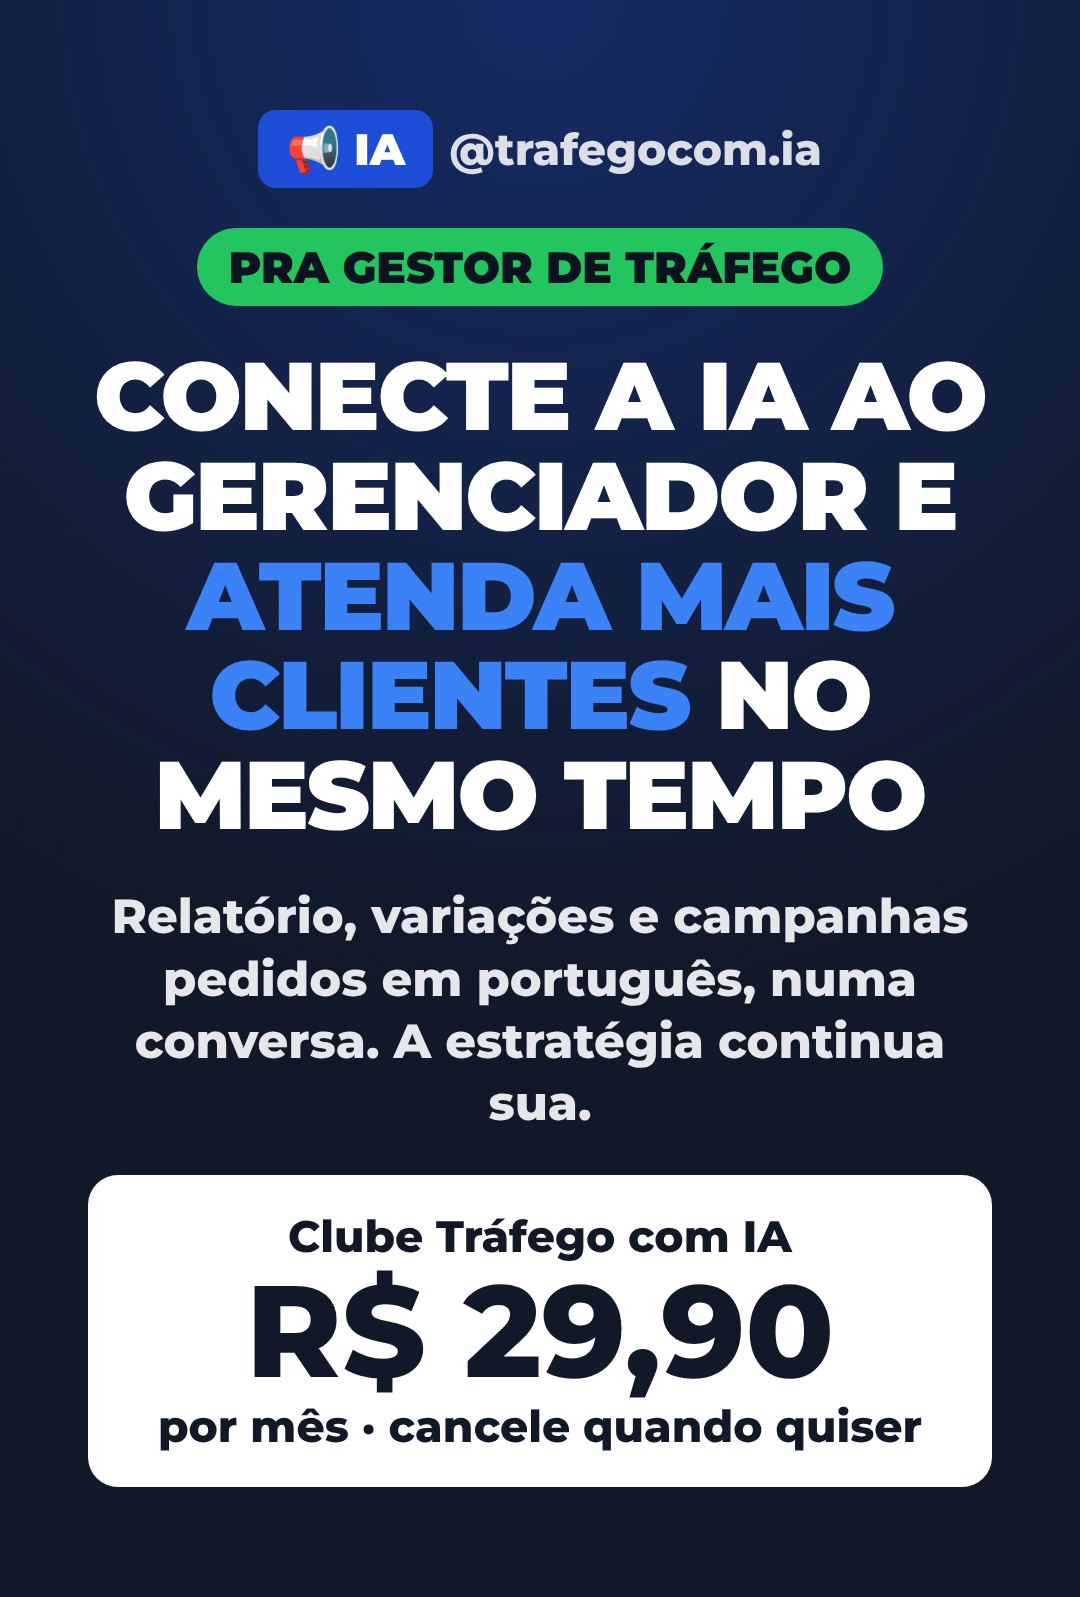 📢 IA @trafegocom.ia
PRA GESTOR DE TRÁFEGO
CONECTE A IA AO
GERENCIADOR E
ATENDA MAIS
CLIENTES NO
MESMO TEMPO
Relatório, variações e campanhas
pedidos em português, numa
conversa. A estratégia continua
sua.
Clube Tráfego com IA
R$ 29,90
por mês · cancele quando quiser